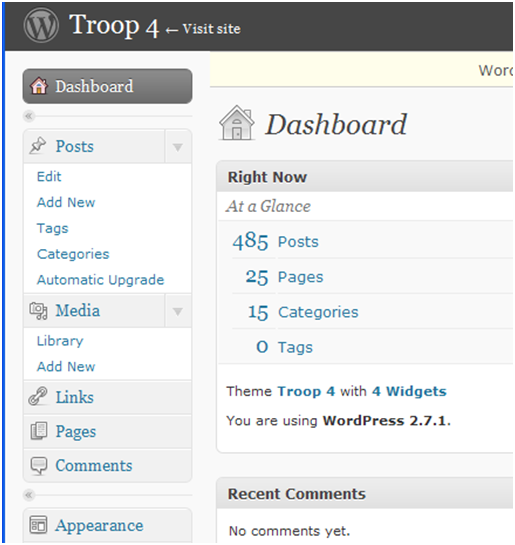 Troop 4 ← Visit site
Wor
Dashboard
Posts
Edit
Add New
Tags
Categories
Automatic Upgrade
Media
Library
Add New
Links
Pages
Comments
Appearance
Dashboard
Right Now
At a Glance
485 Posts
25 Pages
15 Categories
0 Tags
Theme Troop 4 with 4 Widgets
You are using WordPress 2.7.1.
Recent Comments
No comments yet.